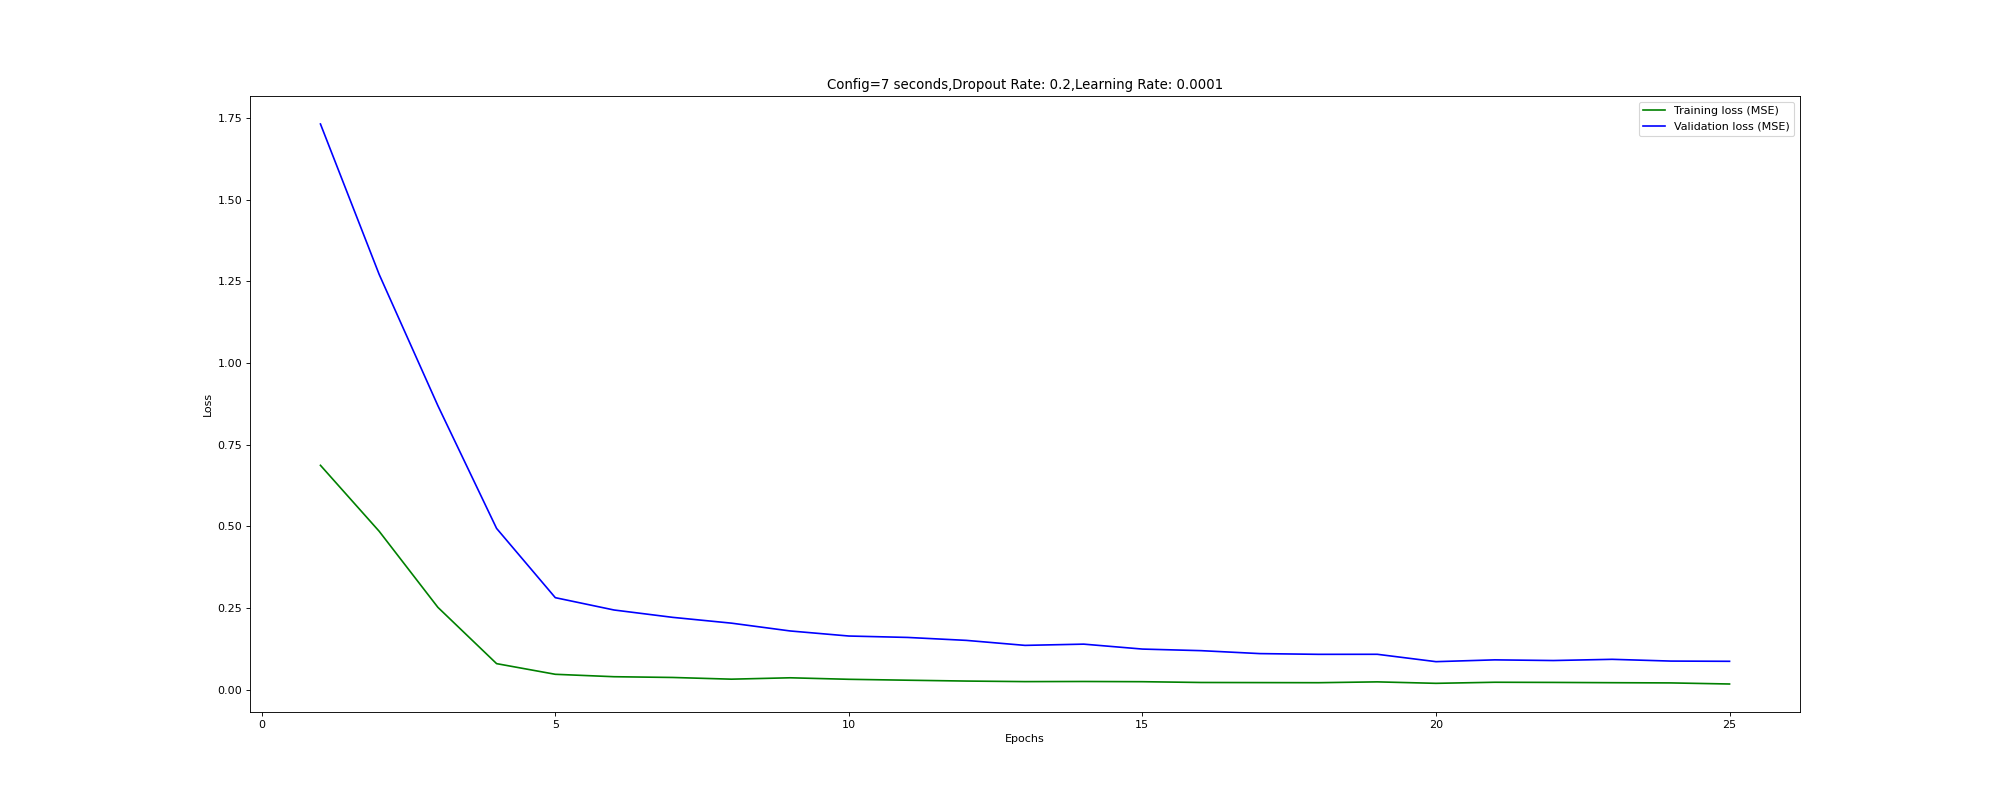 Config=7 seconds,Dropout Rate: 0.2,Learning Rate: 0.0001
Training loss (MSE)
Validation loss (MSE)
1.75
1.50
1.25
1.00
0.75
0.50
0.25
0.00
Loss
0 5 10 15 20 25
Epochs